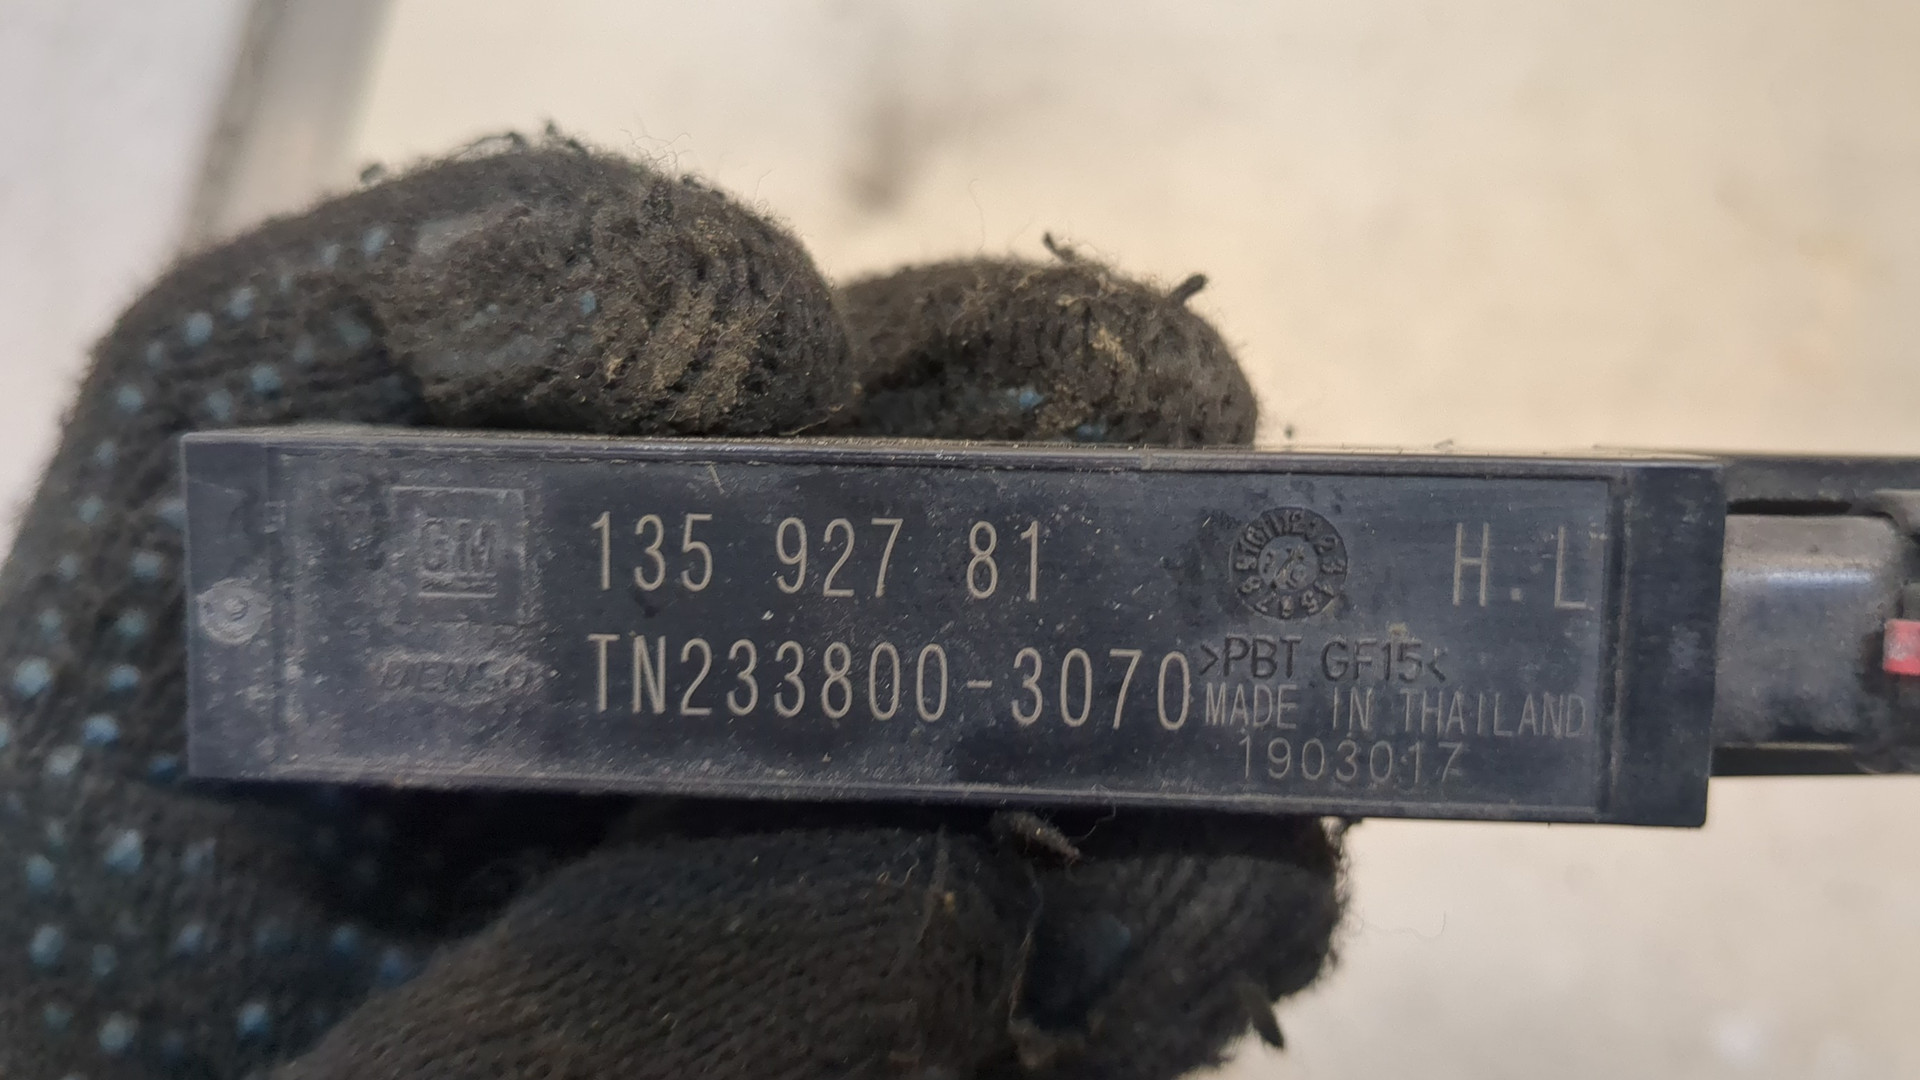 GM
135 927 81
H.L
DENSO
TN233800-3070
>PBT GF15<
MADE IN THAILAND
1903017